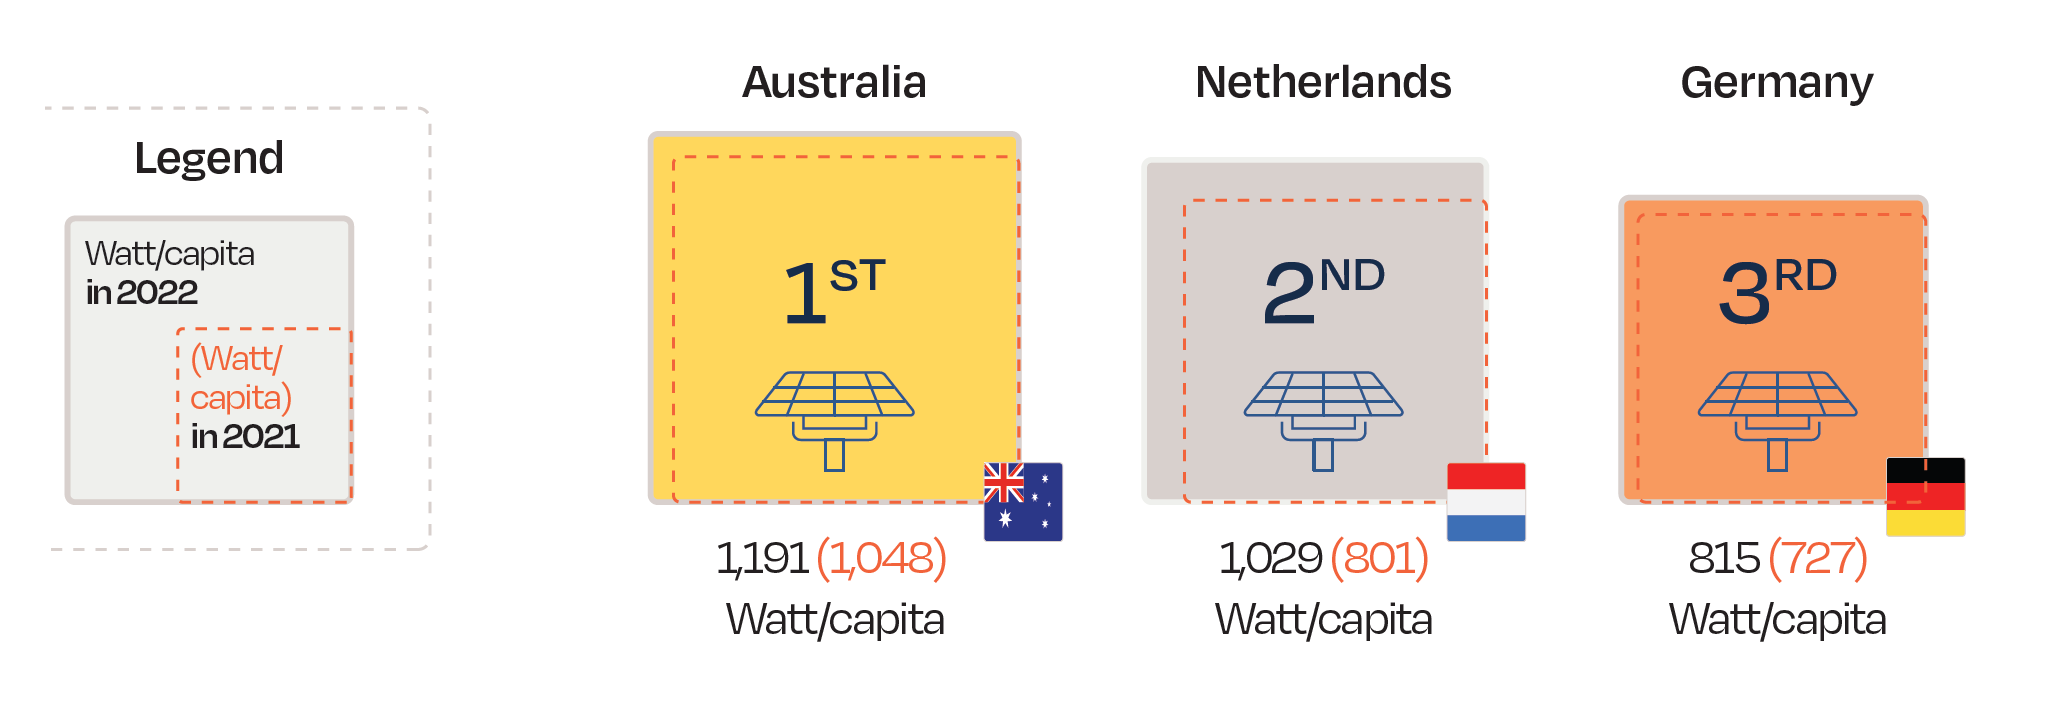 Legend
Watt/capita
in 2022
(Watt/
capita)
in 2021
Australia
1ST
1,191 (1,048)
Watt/capita
Netherlands
2ND
1,029 (801)
Watt/capita
Germany
3RD
815 (727)
Watt/capita